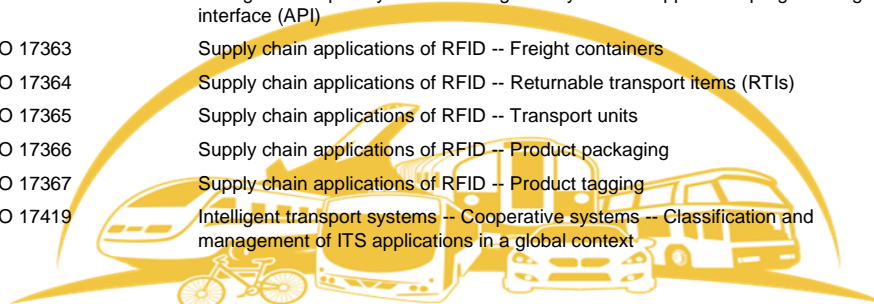 interface (API)
O 17363 Supply chain applications of RFID -- Freight containers
O 17364 Supply chain applications of RFID -- Returnable transport items (RTIs)
O 17365 Supply chain applications of RFID -- Transport units
O 17366 Supply chain applications of RFID -- Product packaging
O 17367 Supply chain applications of RFID -- Product tagging
O 17419 Intelligent transport systems -- Cooperative systems -- Classification and
management of ITS applications in a global context